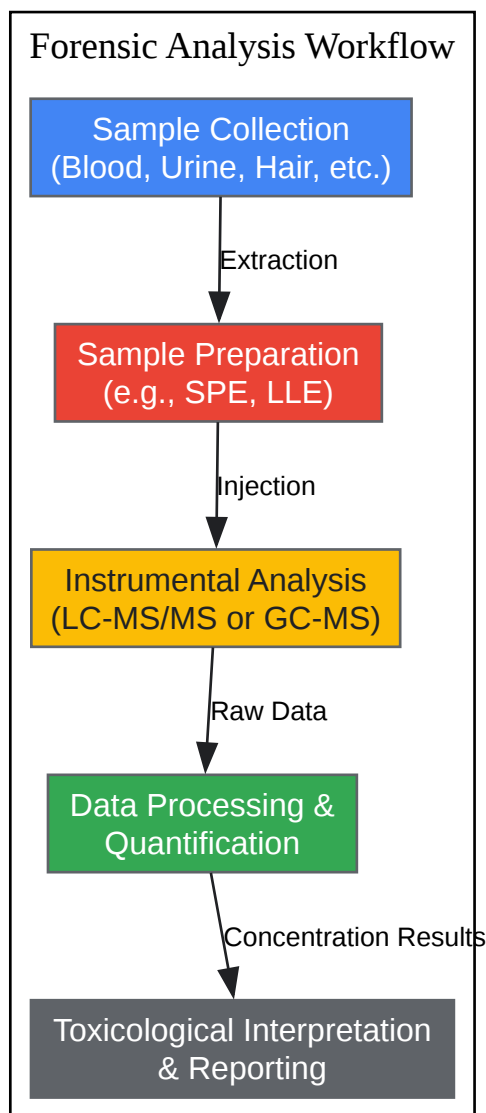 Forensic Analysis Workflow
Sample Collection
(Blood, Urine, Hair, etc.)
Extraction
Sample Preparation
(e.g., SPE, LLE)
Injection
Instrumental Analysis
(LC-MS/MS or GC-MS)
Raw Data
Data Processing &
Quantification
Concentration Results
Toxicological Interpretation
& Reporting